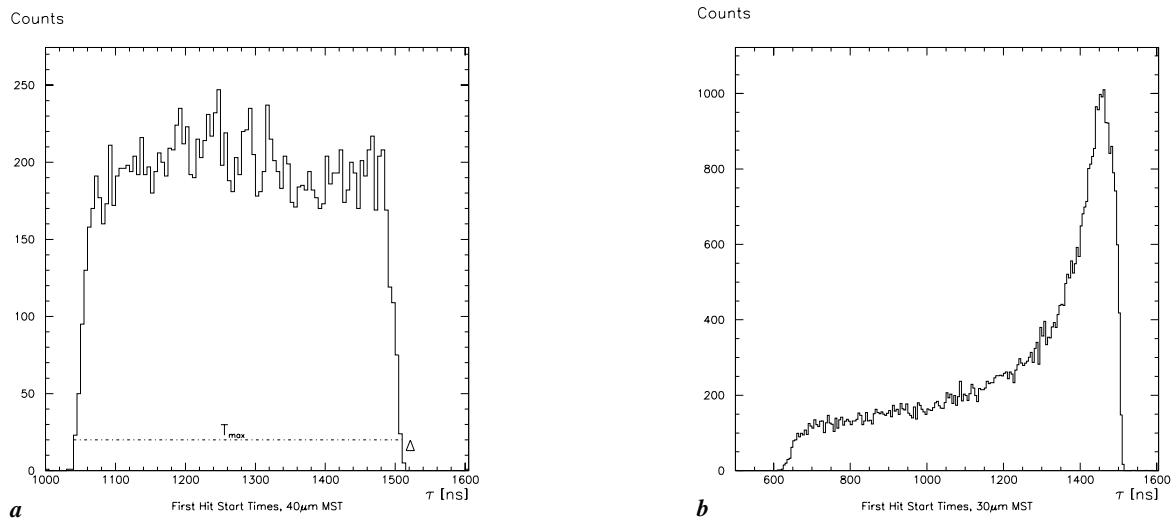 Counts
250
200
150
100
50
0
1000 1100 1200 1300 1400 1500 1600
T max
Δ
τ [ns]
First Hit Start Times, 40μm MST
a
Counts
1000
800
600
400
200
0
600 800 1000 1200 1400 1600
τ [ns]
First Hit Start Times, 30μm MST
b